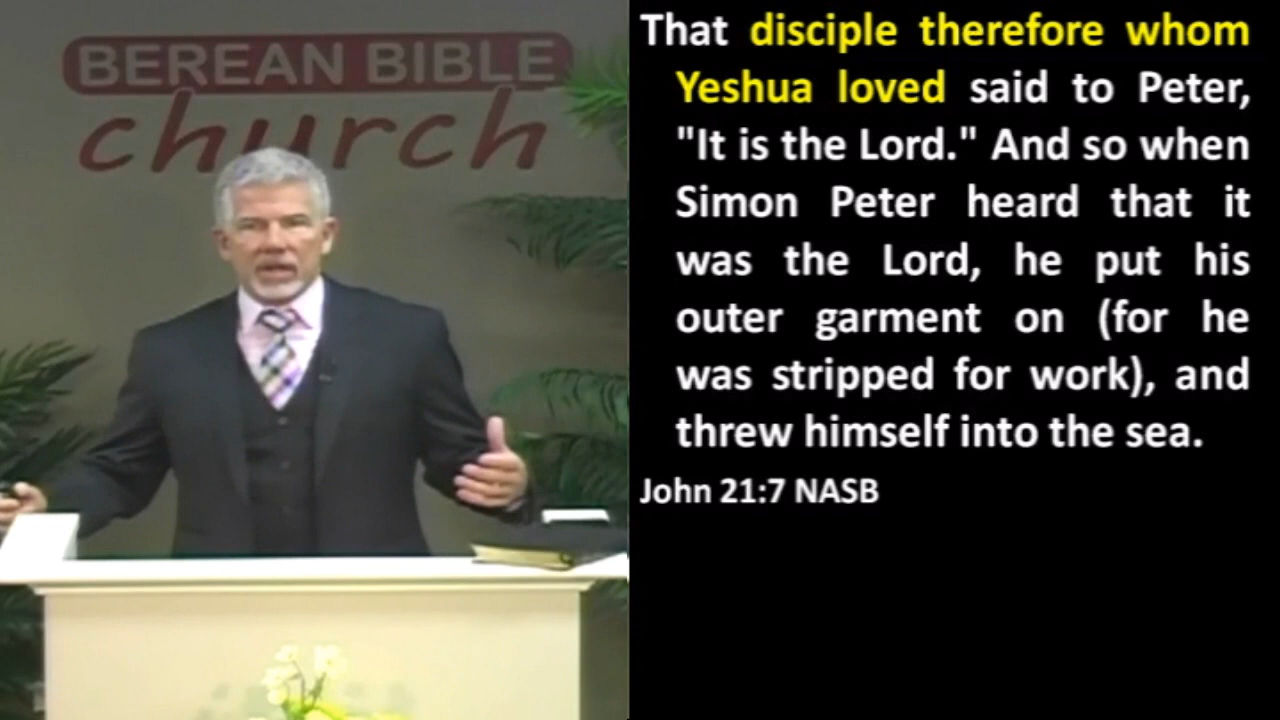 BEREAN BIBLE
church
That disciple therefore whom
Yeshua loved said to Peter,
"It is the Lord." And so when
Simon Peter heard that it
was the Lord, he put his
outer garment on (for he
was stripped for work), and
threw himself into the sea.
John 21:7 NASB